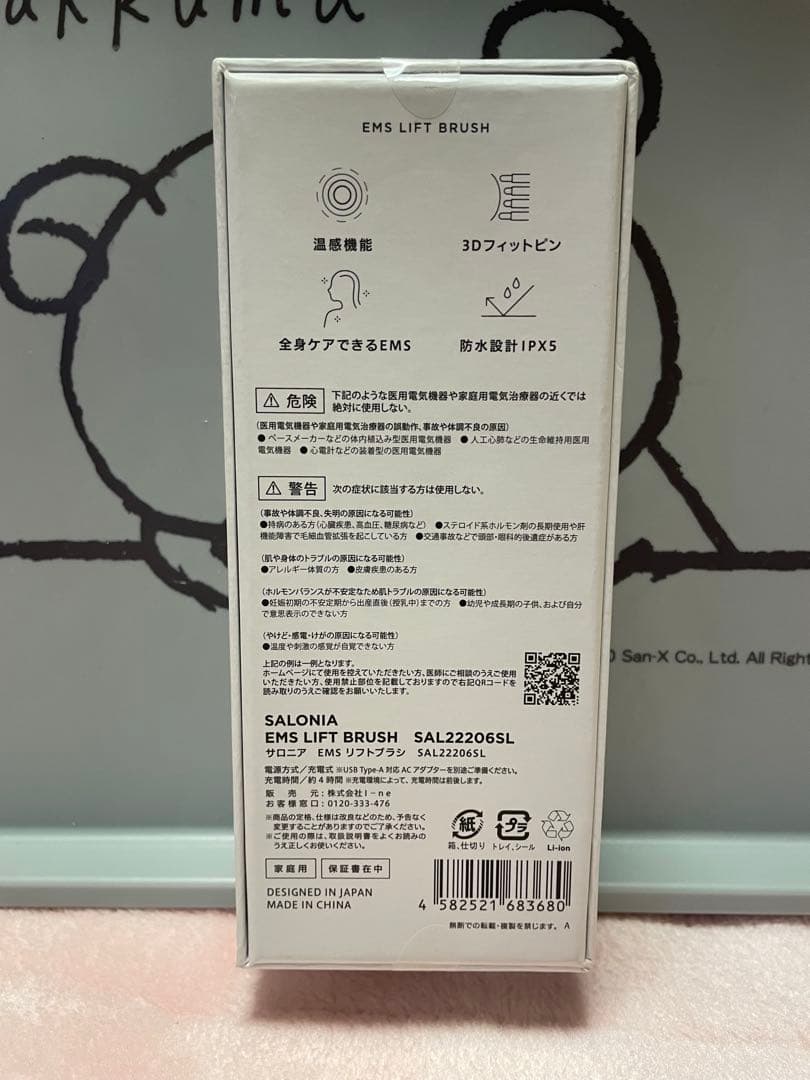 akkuma
EMS LIFT BRUSH
温感機能
3Dフィットピン
全身ケアできるEMS
防水設計IPX5
危険 下記のような医用電気機器や家庭用電気治療器の近くでは
絶対に使用しない。
(医用電気機器や家庭用電気治療器の誤動作、事故や体調不良の原因)
●ペースメーカーなどの体内植込み型医用電気機器 ●人工心肺などの生命維持用医用
電気機器 ●心電計などの装着型の医用電気機器
警告 次の症状に該当する方は使用しない。
(事故や体調不良、失明の原因になる可能性)
●持病のある方(心臓疾患、高血圧、糖尿病など) ●ステロイド系ホルモン剤の長期使用や肝
機能障害で毛細血管拡張を起こしている方 ●交通事故などで頭部・眼科的後遺症がある方
(肌や身体のトラブルの原因になる可能性)
●アレルギー体質の方 ●皮膚疾患のある方
(ホルモンバランスが不安定なため肌トラブルの原因になる可能性)
●妊娠初期の不安定期から出産直後(授乳中)までの方 ●幼児や成長期の子供、および自分
で意思表示のできない方
(やけど・感電・けがの原因になる可能性)
●温度や刺激の感覚が自覚できない方
上記の例は一例となります。
ホームページにて使用を控えていただきたい方、医師にご相談のうえご使用
いただきたい方、使用禁止部位を記載しておりますので右記QRコードを
読み取りのうえご確認をお願いいたします。
© San-X Co., Ltd. All Right
SALONIA
EMS LIFT BRUSH SAL22206SL
サロニア EMS リフトブラシ SAL22206SL
電源方式/充電式 ※USB Type-A 対応 AC アダプターを別途ご準備ください。
充電時間/約4時間 ※充電環境によって、充電時間は前後します。
販売元:株式会社I-ne
お客様窓口:0120-333-476
※商品の定格、仕様は改良などのため、予告なく
変更することがありますのでご了承ください。
※ご使用の際は、取扱説明書をよくお読みの
うえ正しくお使いください。
紙
箱、仕切り
プラ
トレイ、シール
Li-ion
家庭用 保証書在中
DESIGNED IN JAPAN
MADE IN CHINA
4 582521 683680
無断での転載・複製を禁じます。 A